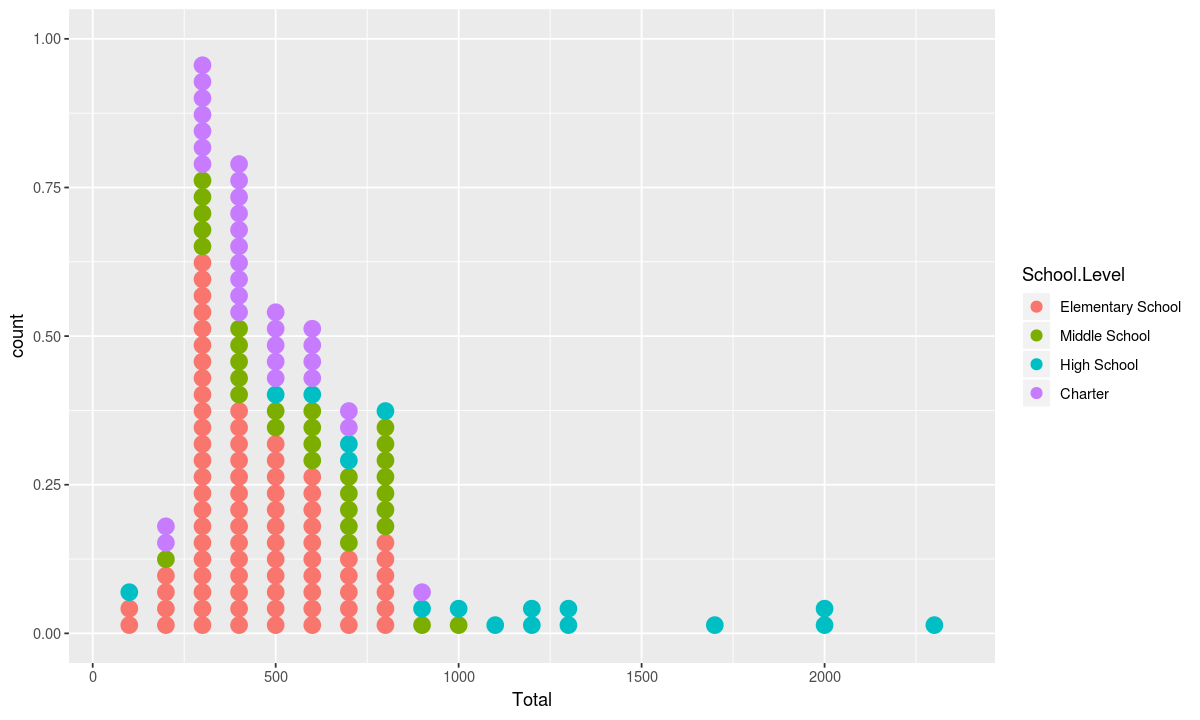 1.00
0.75
0.50
0.25
0.00
count
0 500 1000 1500 2000
Total
School.Level
Elementary School
Middle School
High School
Charter